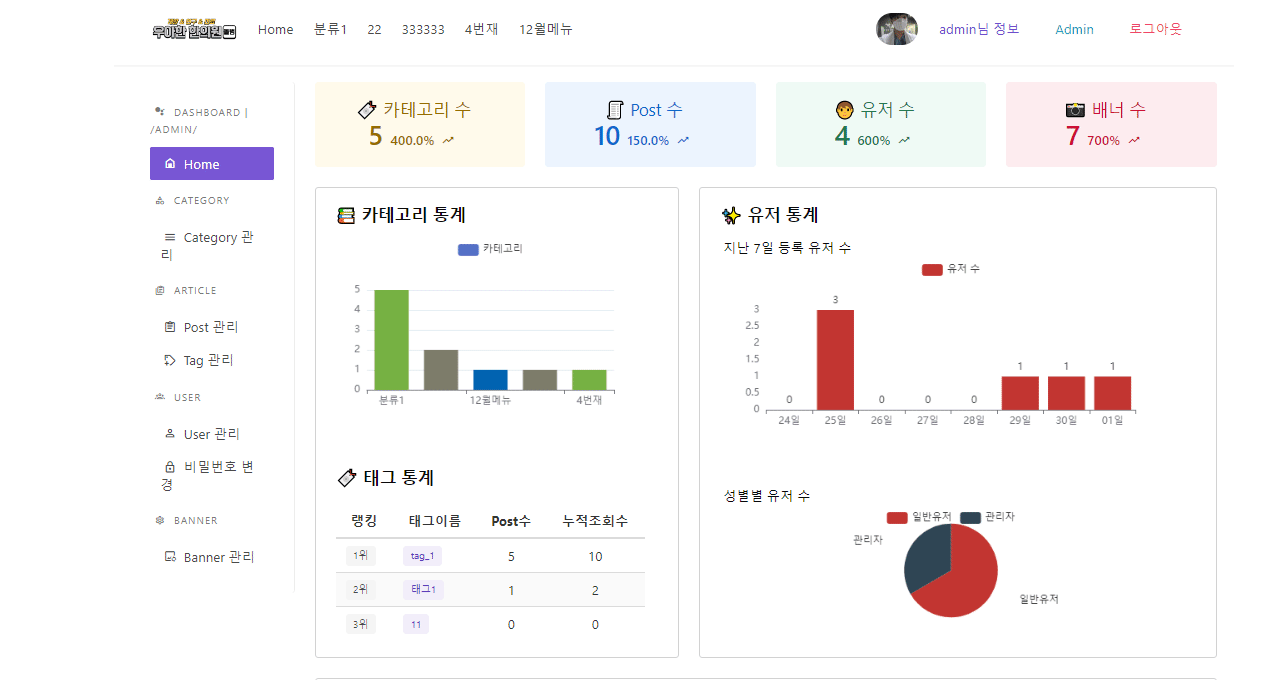 우아한 한의원
Home 분류1 22 333333 4번재 12월메뉴
admin님 정보 Admin 로그아웃
DASHBOARD |
/ADMIN/
Home
CATEGORY
Category 관
리
ARTICLE
Post 관리
Tag 관리
USER
User 관리
비밀번호 변
경
BANNER
Banner 관리
카테고리 수
5 400.0%
Post 수
10 150.0%
유저 수
4 600%
배너 수
7 700%
카테고리 통계
카테고리
5
4
3
2
1
0
분류1 12월메뉴 4번재
태그 통계
랭킹 태그이름 Post수 누적조회수
1위 tag_1 5 10
2위 태그1 1 2
3위 11 0 0
유저 통계
지난 7일 등록 유저 수
유저 수
3
2.5
2
1.5
1
0.5
0
0 3 0 0 0 1 1 1
24일 25일 26일 27일 28일 29일 30일 01일
성별별 유저 수
일반유저 관리자
관리자
일반유저